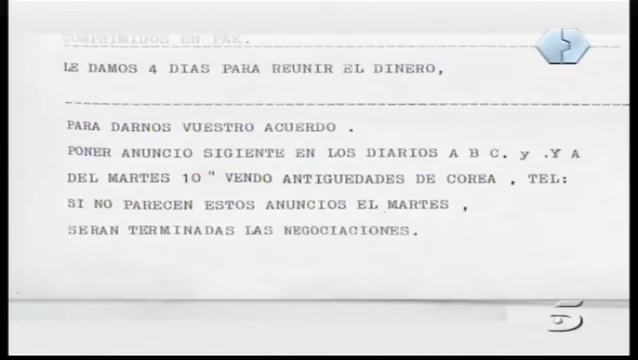 COMPRIMIDOS EN PAK.
LE DAMOS 4 DIAS PARA REUNIR EL DINERO,
PARA DARNOS VUESTRO ACUERDO .
PONER ANUNCIO SIGIENTE EN LOS DIARIOS A B C. y .Y A
DEL MARTES 10 " VENDO ANTIGUEDADES DE COREA , TEL:
SI NO PARECEN ESTOS ANUNCIOS EL MARTES ,
SERAN TERMINADAS LAS NEGOCIACIONES.
5